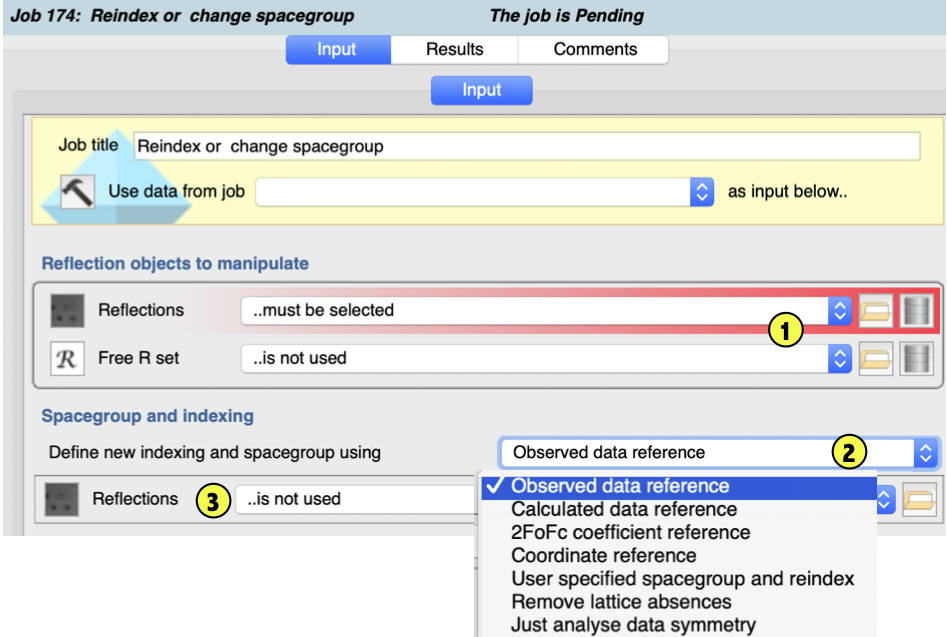 Job 174: Reindex or change spacegroup The job is Pending
Input Results Comments
Input
Job title Reindex or change spacegroup
Use data from job as input below..
Reflection objects to manipulate
Reflections ..must be selected
1
R Free R set ..is not used
Spacegroup and indexing
Define new indexing and spacegroup using Observed data reference 2
Reflections 3 ..is not used
✓ Observed data reference
Calculated data reference
2FoFc coefficient reference
Coordinate reference
User specified spacegroup and reindex
Remove lattice absences
Just analyse data symmetry